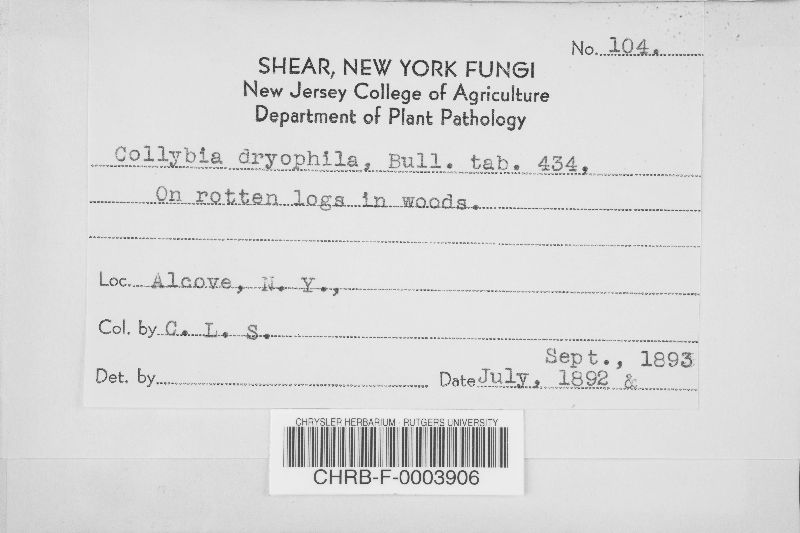 No. 104.
SHEAR, NEW YORK FUNGI
New Jersey College of Agriculture
Department of Plant Pathology
Collybia dryophila, Bull. tab. 434,
On rotten logs in woods.
Loc. Alcove, N. Y.,
Col. by C. L. S.
Sept., 1893
Det. by Date July, 1892 &
CHRYSLER HERBARIUM - RUTGERS UNIVERSITY
CHRB-F-0003906